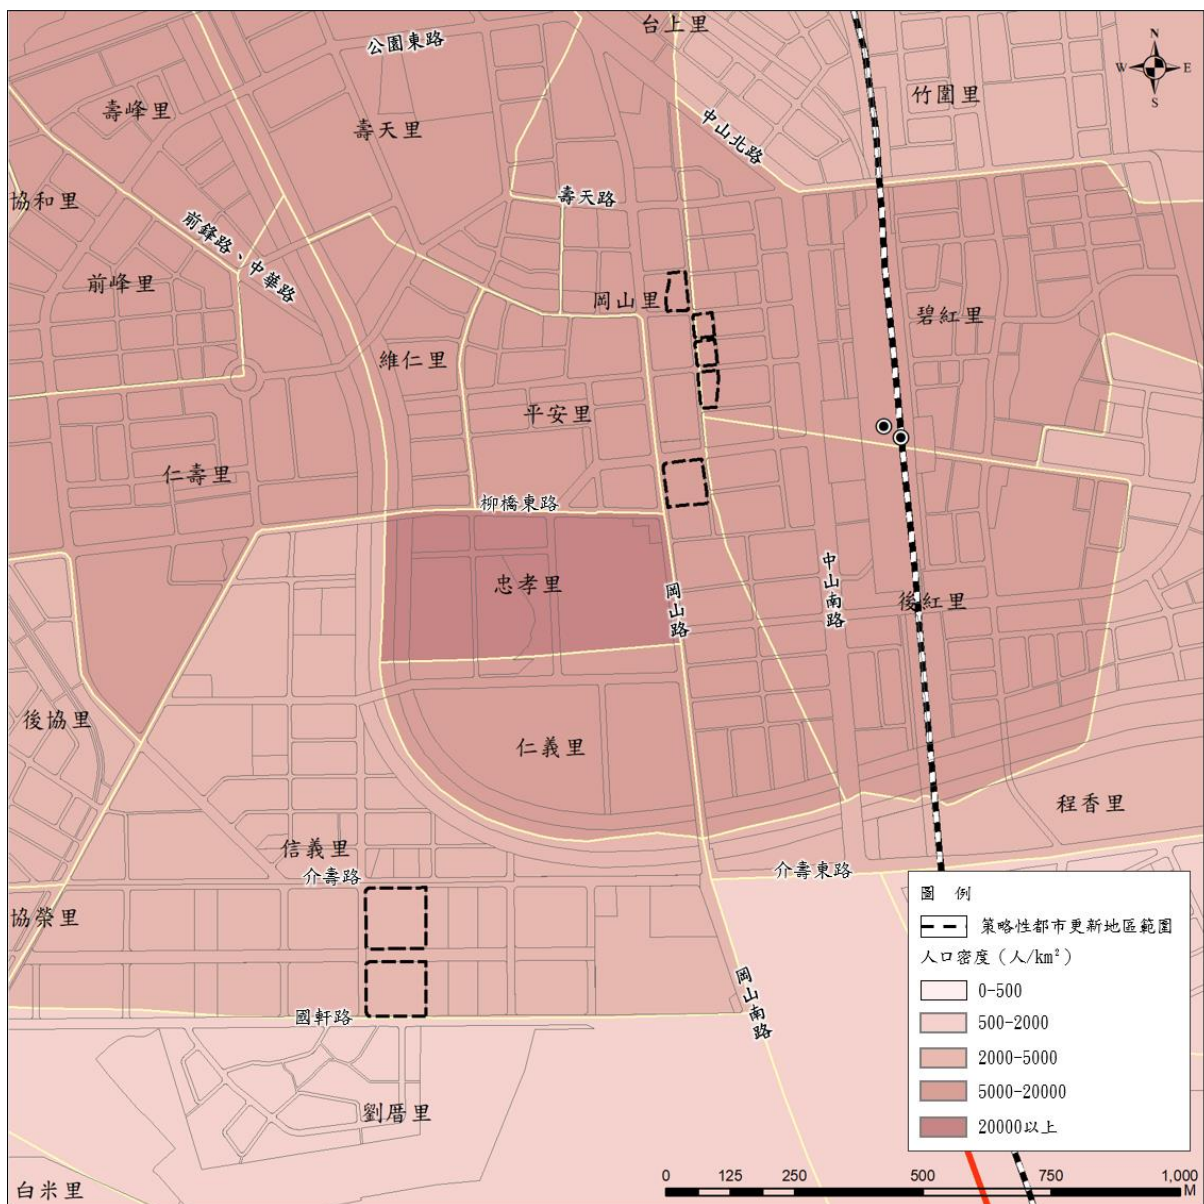 台上里
公園東路
N
W
E
S
竹圍里
壽峰里
壽天里
中山北路
協和里
壽天路
前鋒路、中華路
前峰里
岡山里
碧紅里
維仁里
平安里
仁壽里
柳橋東路
忠孝里
中山南路
岡山路
後紅里
後協里
仁義里
程香里
信義里
介壽路
介壽東路
協榮里
岡山南路
國軒路
劉厝里
白米里
圖 例
策略性都市更新地區範圍
人口密度（人/km²）
0-500
500-2000
2000-5000
5000-20000
20000以上
0 125 250 500 750 1,000
M